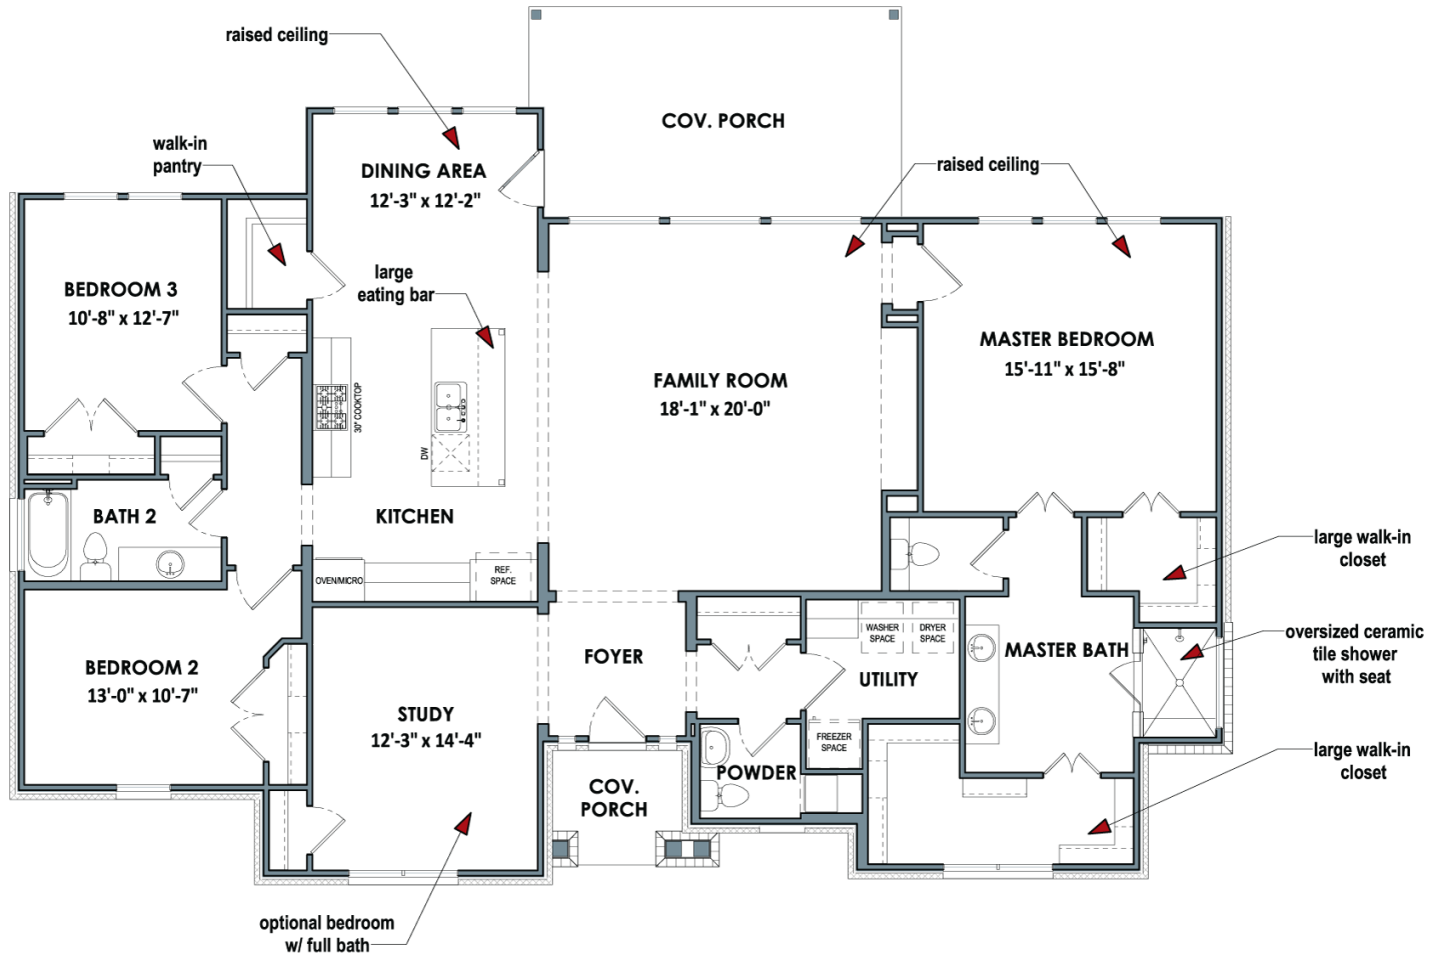 raised ceiling
COV. PORCH
walk-in
pantry
DINING AREA
12'-3" x 12'-2"
raised ceiling
large
eating bar
BEDROOM 3
10'-8" x 12'-7"
MASTER BEDROOM
15'-11" x 15'-8"
FAMILY ROOM
18'-1" x 20'-0"
30" COOKTOP
DW
BATH 2
KITCHEN
large walk-in
closet
OVEN/MICRO
REF.
SPACE
WASHER
SPACE
DRYER
SPACE
oversized ceramic
tile shower
with seat
FOYER
MASTER BATH
BEDROOM 2
13'-0" x 10'-7"
UTILITY
STUDY
12'-3" x 14'-4"
FREEZER
SPACE
large walk-in
closet
POWDER
COV.
PORCH
optional bedroom
w/ full bath